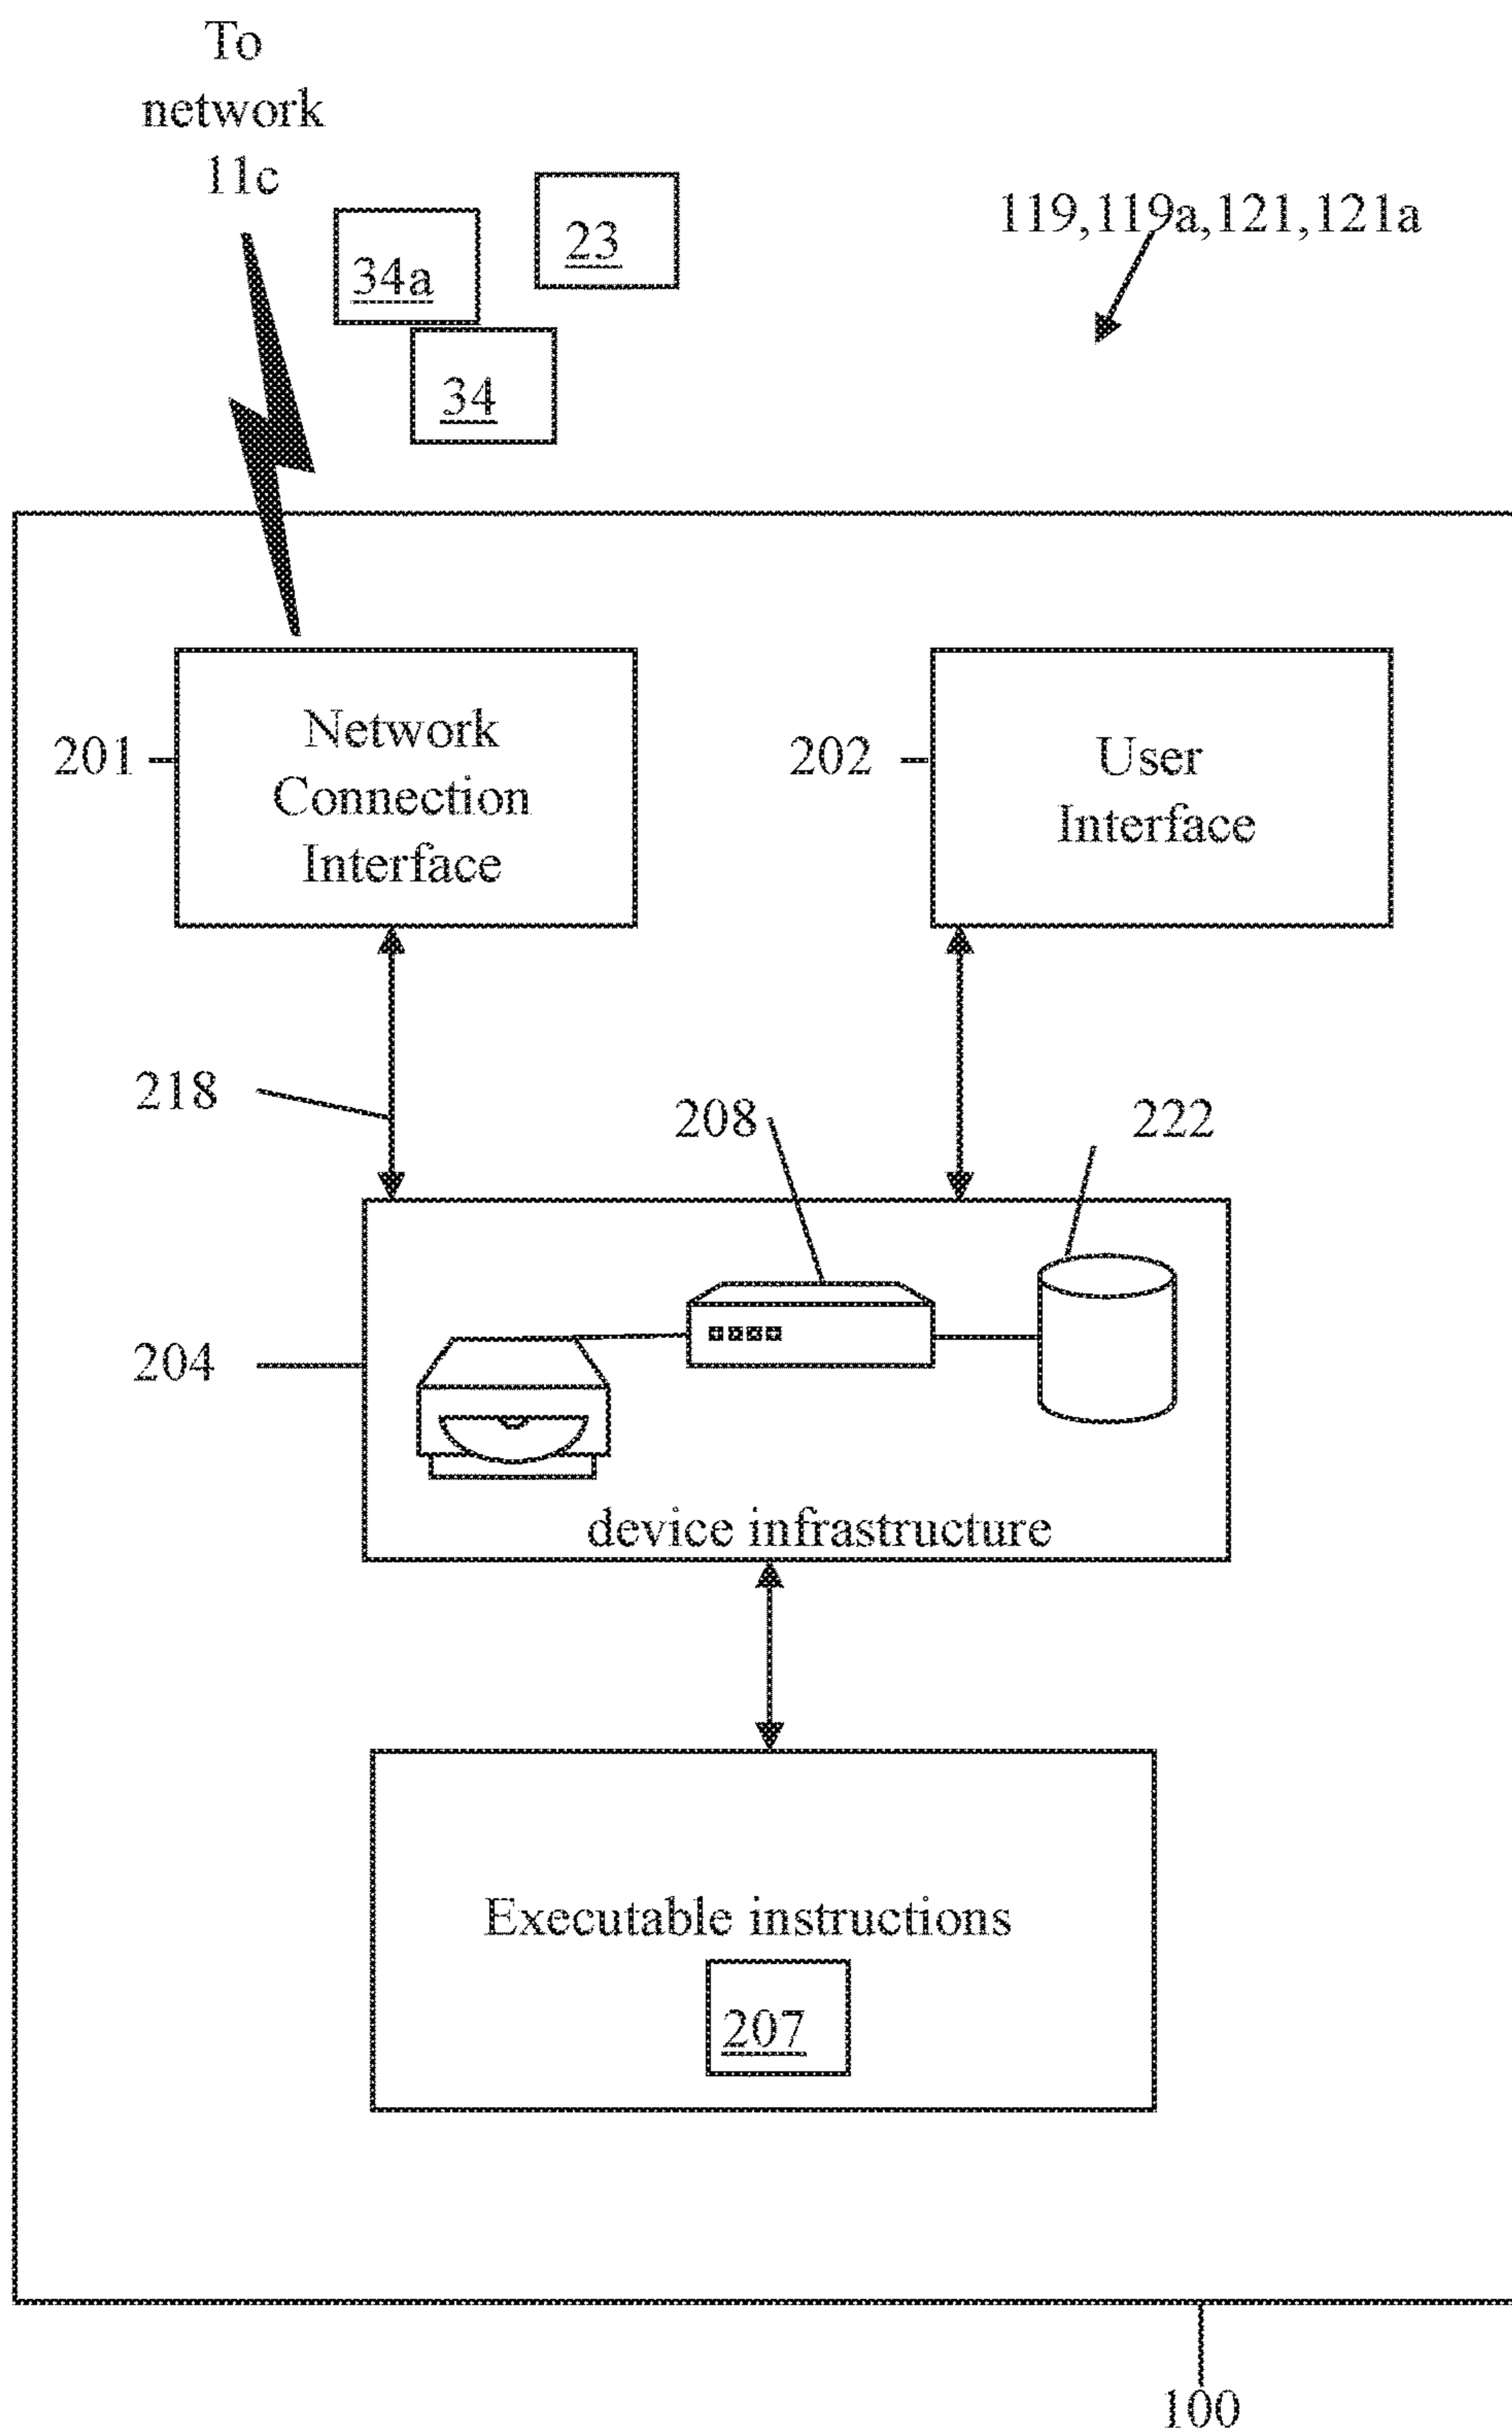 To
network
11c
34a
23
34
119,119a,121,121a
201
Network
Connection
Interface
202
User
Interface
218
208
222
204
device infrastructure
Executable instructions
207
100